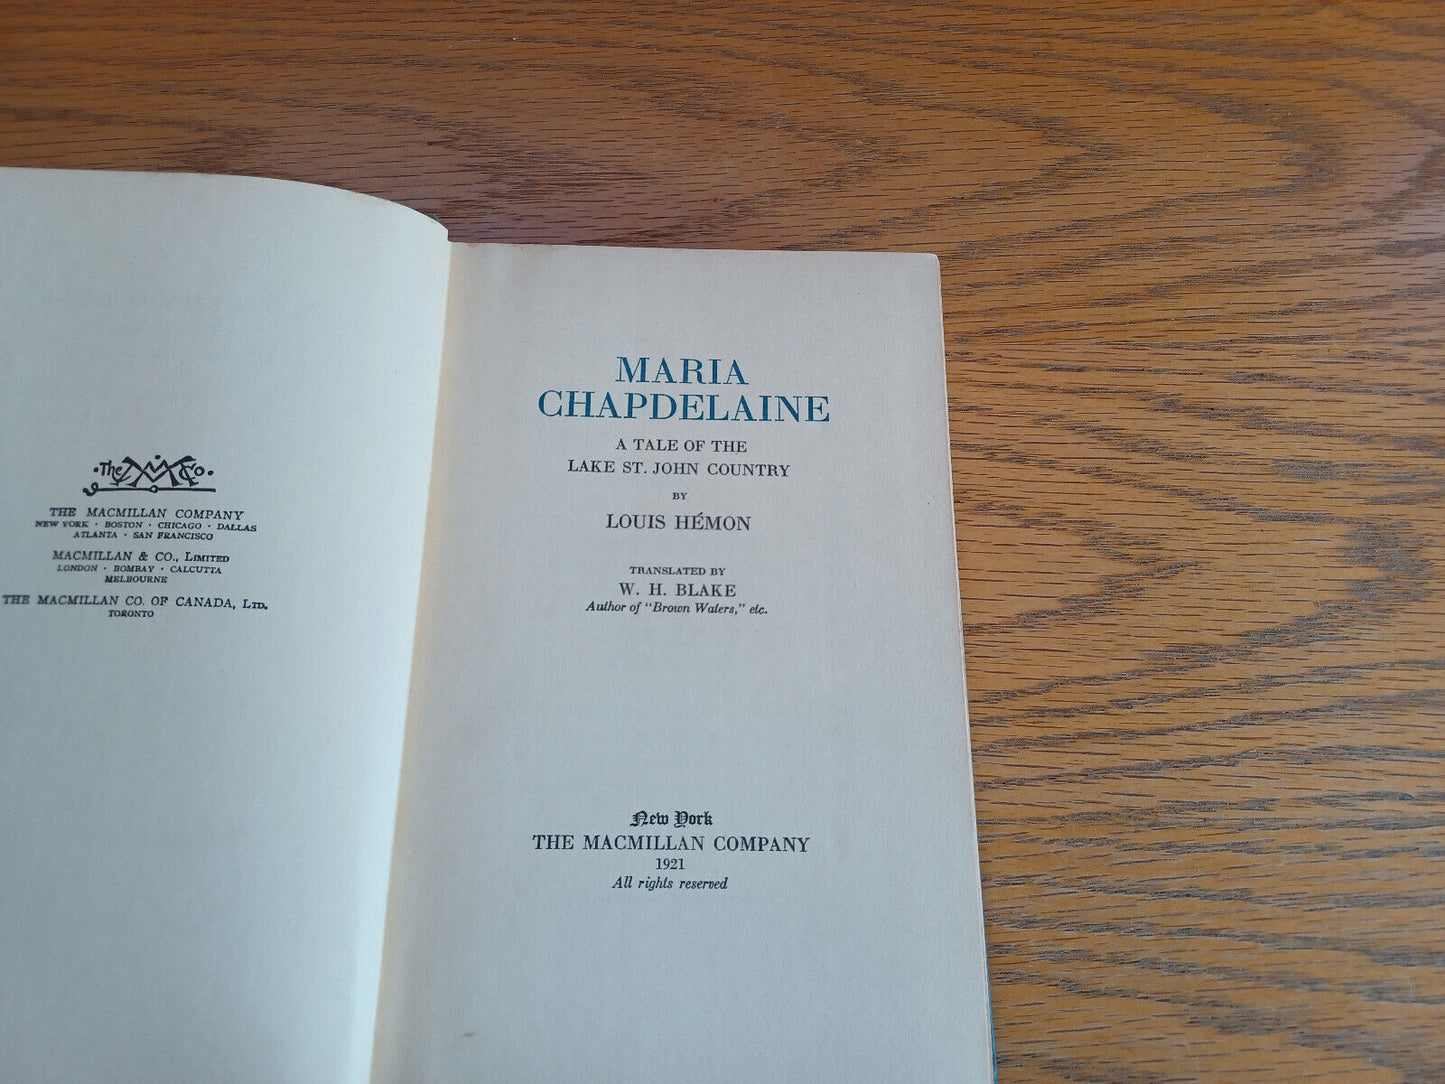 The MM Co
THE MACMILLAN COMPANY
NEW YORK · BOSTON · CHICAGO · DALLAS
ATLANTA · SAN FRANCISCO
MACMILLAN & CO., LIMITED
LONDON · BOMBAY · CALCUTTA
MELBOURNE
THE MACMILLAN CO. OF CANADA, LTD.
TORONTO
MARIA
CHAPDELAINE
A TALE OF THE
LAKE ST. JOHN COUNTRY
BY
LOUIS HÉMON
TRANSLATED BY
W. H. BLAKE
Author of "Brown Waters," etc.
New York
THE MACMILLAN COMPANY
1921
All rights reserved